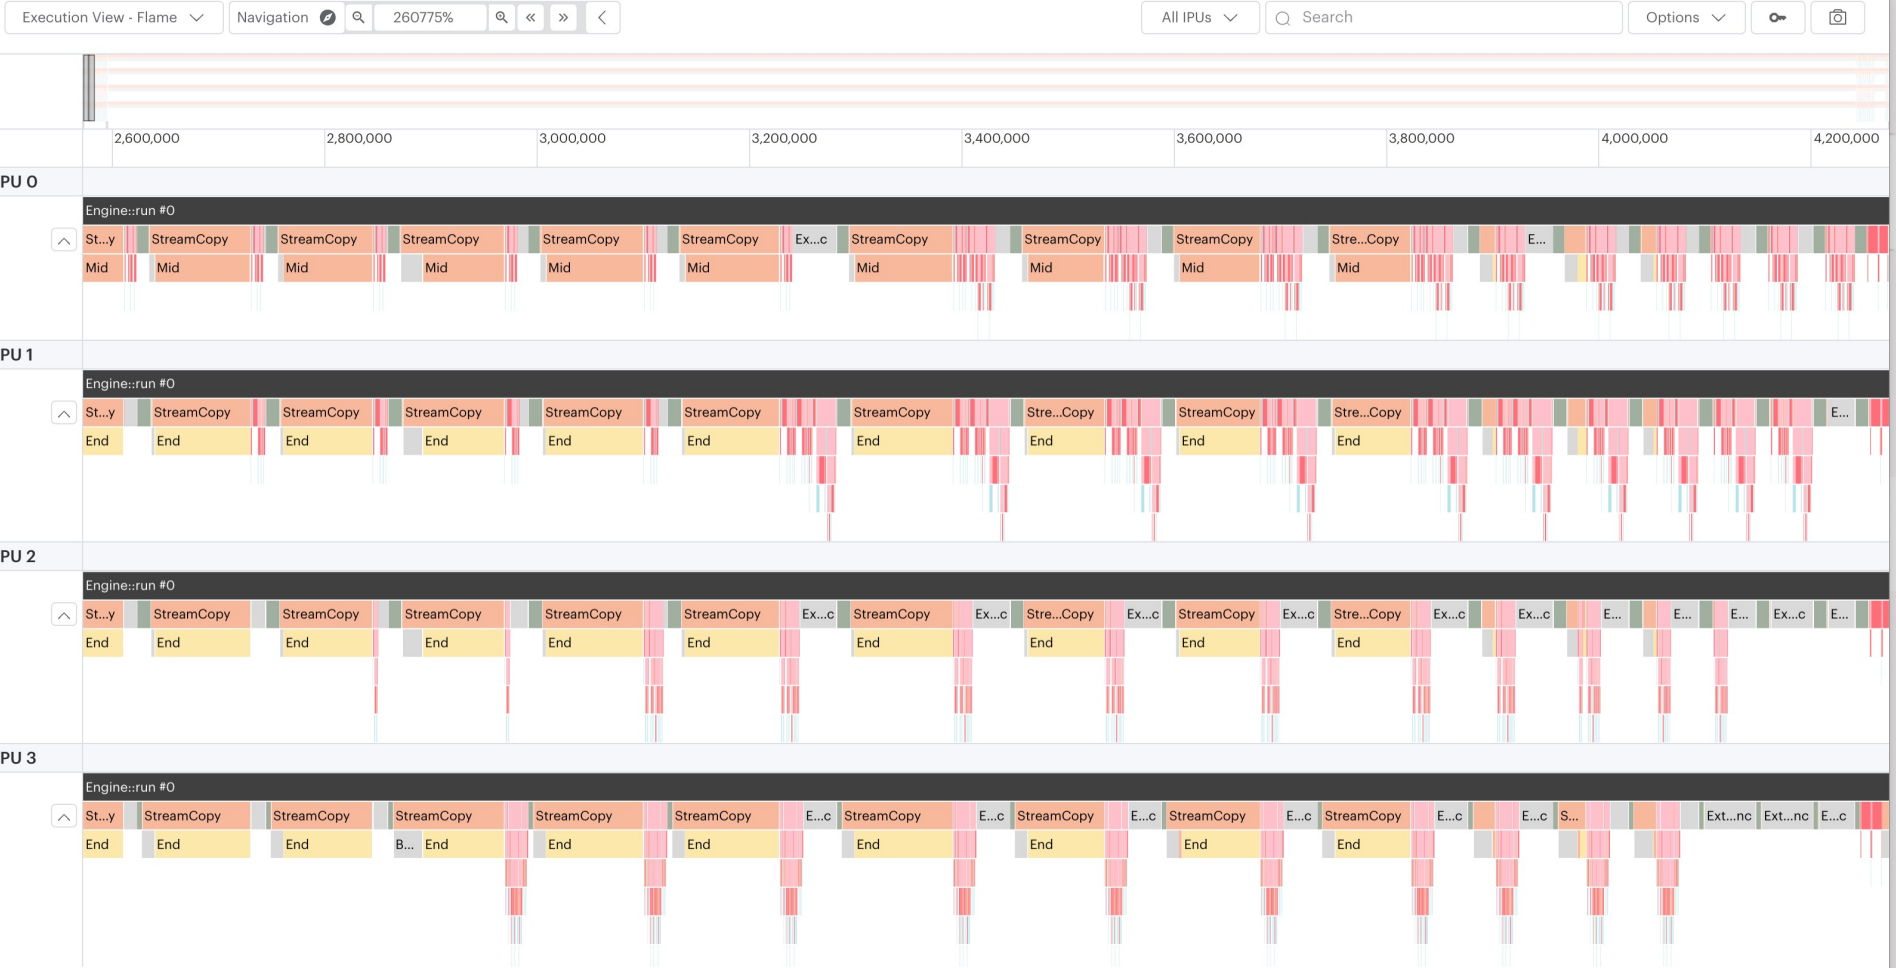 Execution View - Flame Navigation 260775% All IPUs Search Options
2,600,000 2,800,000 3,000,000 3,200,000 3,400,000 3,600,000 3,800,000 4,000,000 4,200,000
PU 0
Engine::run #0
St...y StreamCopy StreamCopy StreamCopy StreamCopy StreamCopy Ex...c StreamCopy StreamCopy StreamCopy Stre...Copy E...
Mid Mid Mid Mid Mid Mid Mid Mid Mid Mid
PU 1
Engine::run #0
St...y StreamCopy StreamCopy StreamCopy StreamCopy StreamCopy StreamCopy Stre...Copy StreamCopy Stre...Copy E...
End End End End End End End End End End
PU 2
Engine::run #0
St...y StreamCopy StreamCopy StreamCopy StreamCopy StreamCopy Ex...c StreamCopy Ex...c Stre...Copy Ex...c StreamCopy Ex...c Stre...Copy Ex...c Ex...c E... E... E... Ex...c E...
End End End End End End End End End End
PU 3
Engine::run #0
St...y StreamCopy StreamCopy StreamCopy StreamCopy StreamCopy E...c StreamCopy E...c StreamCopy E...c StreamCopy E...c StreamCopy E...c E...c S... Ext...nc Ext...nc E...c
End End End B... End End End End End End End